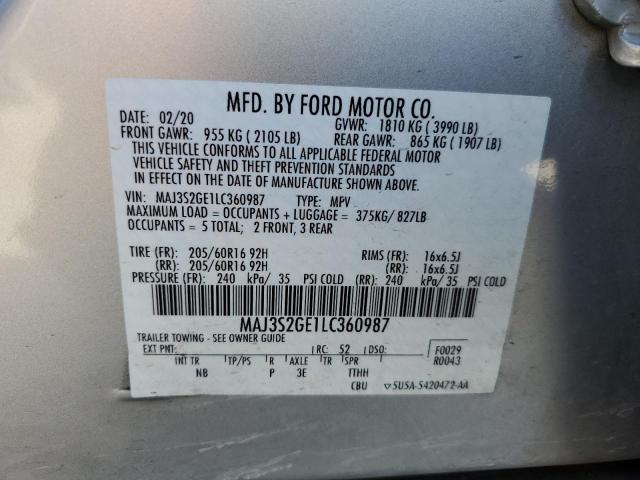 MFD. BY FORD MOTOR CO.
DATE: 02/20 GVWR: 1810 KG ( 3990 LB)
FRONT GAWR: 955 KG ( 2105 LB) REAR GAWR: 865 KG ( 1907 LB)
THIS VEHICLE CONFORMS TO ALL APPLICABLE FEDERAL MOTOR
VEHICLE SAFETY AND THEFT PREVENTION STANDARDS
IN EFFECT ON THE DATE OF MANUFACTURE SHOWN ABOVE.
VIN: MAJ3S2GE1LC360987 TYPE: MPV
MAXIMUM LOAD = OCCUPANTS + LUGGAGE = 375KG/ 827LB
OCCUPANTS = 5 TOTAL; 2 FRONT, 3 REAR
TIRE (FR): 205/60R16 92H RIMS (FR): 16x6.5J
(RR): 205/60R16 92H (RR): 16x6.5J
PRESSURE (FR): 240 kPa/ 35 PSI COLD (RR): 240 kPa/ 35 PSI COLD
MAJ3S2GE1LC360987
TRAILER TOWING - SEE OWNER GUIDE
EXT PNT: RC: 52 DSO: F0029
INT TR TP/PS R AXLE TR SPR R0043
NB P 3E TTHH
CBU ▽5U5A-5420472-AA